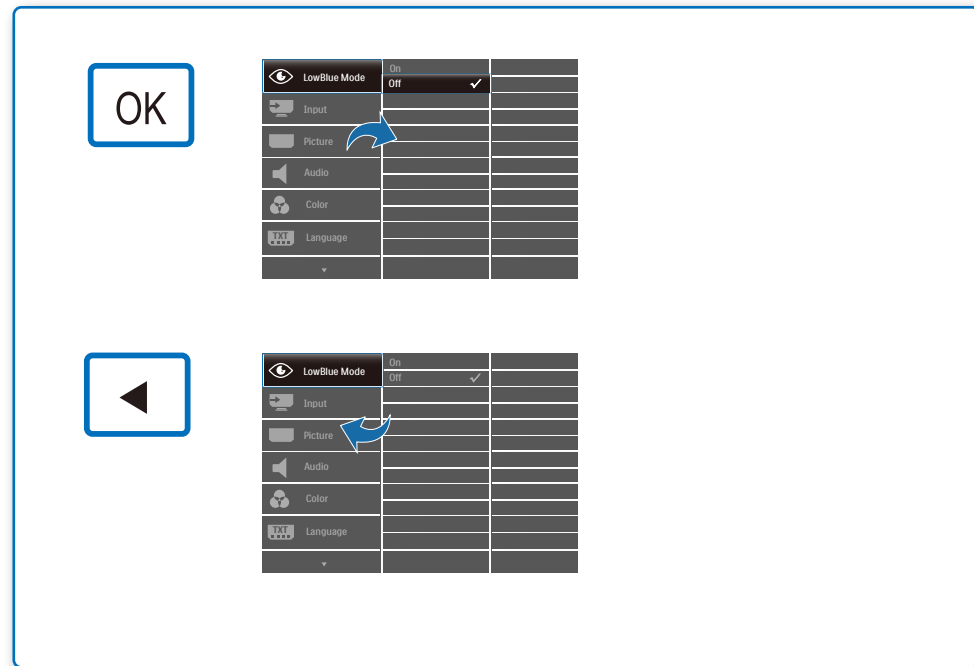 OK
LowBlue Mode
On
Off
Input
Picture
Audio
Color
TXT
Language
LowBlue Mode
On
Off
Input
Picture
Audio
Color
TXT
Language